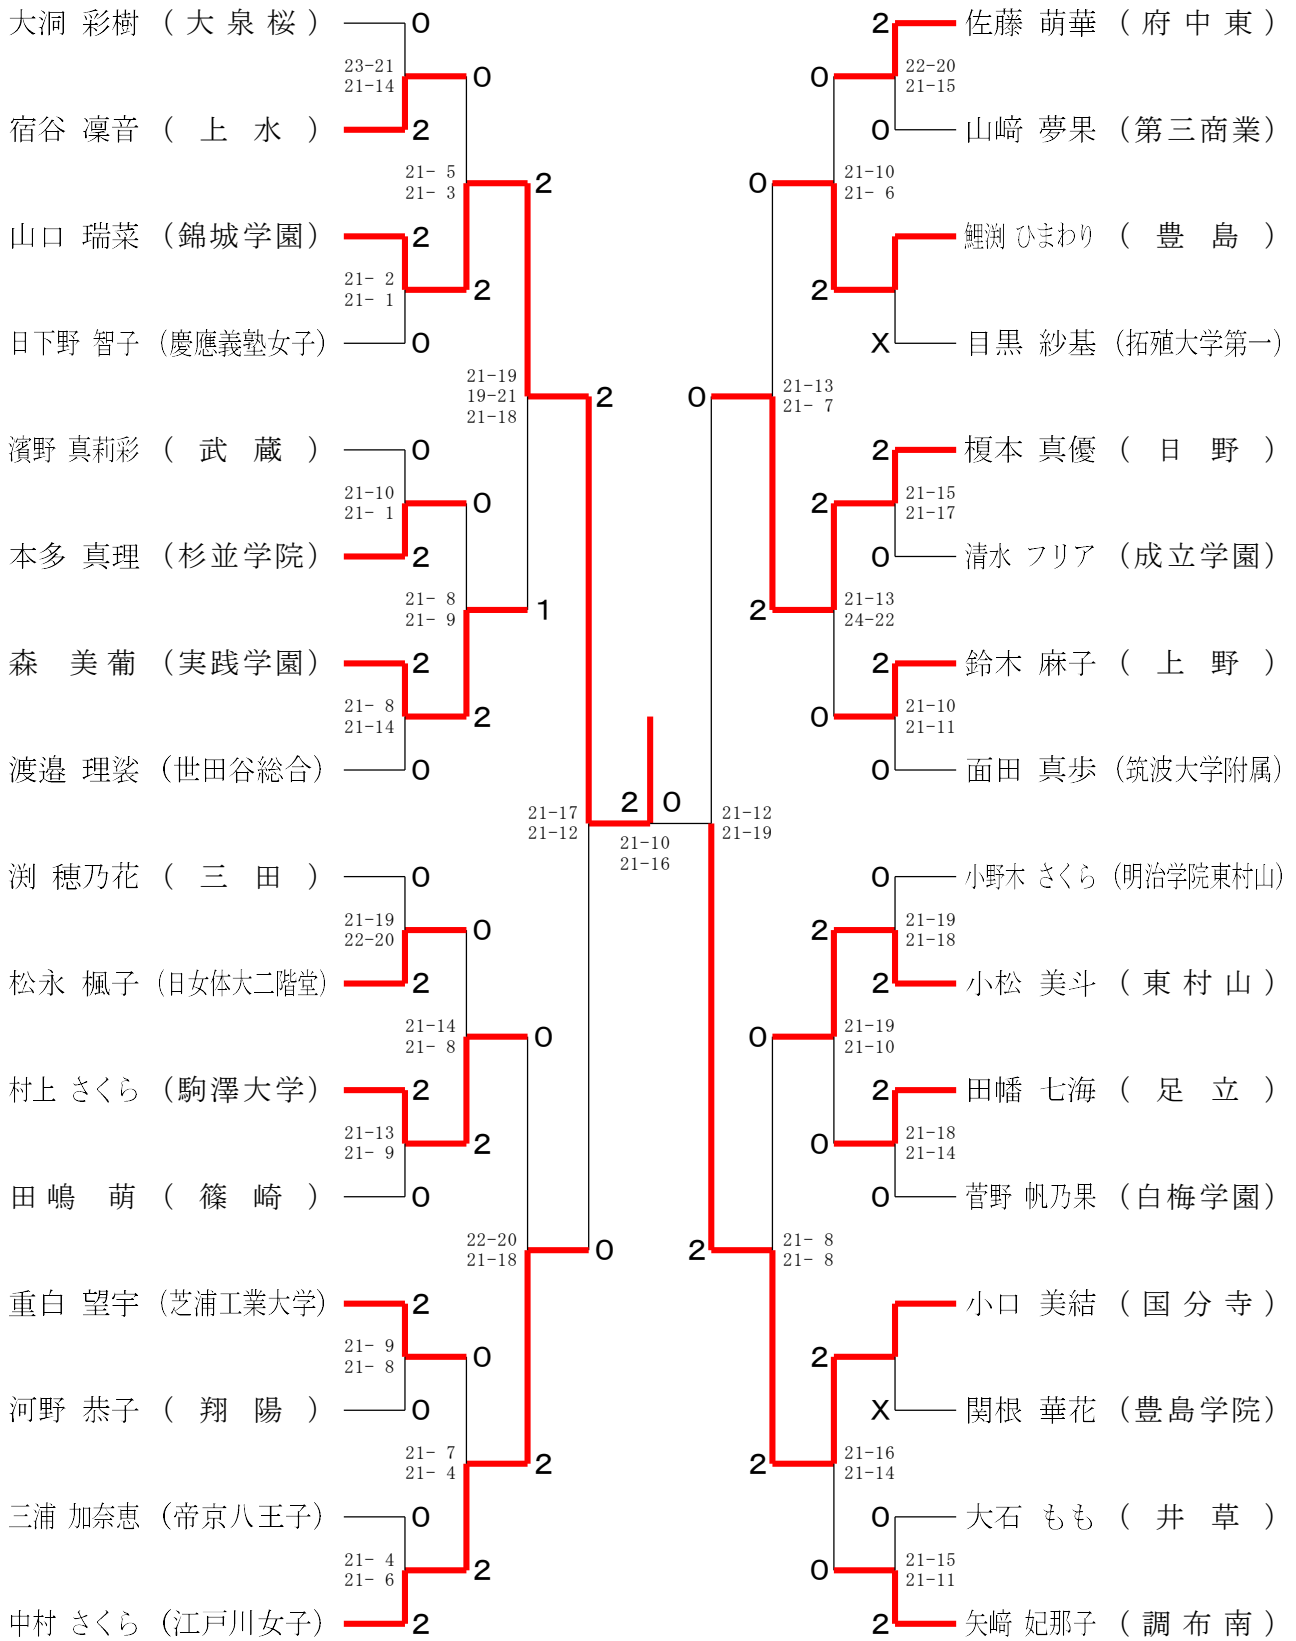 大洞 彩樹 （ 大 泉 桜 ） 0
23-21
21-14
0
宿谷 凜音 （ 上 水 ） 2
21- 5
21- 3
2
山口 瑞菜 （錦城学園） 2
21- 2
21- 1
2
日下野 智子 （慶應義塾女子） 0
21-19
19-21
21-18
2
濱野 真莉彩 （ 武 蔵 ） 0
21-10
21- 1
0
本多 真理 （杉並学院） 2
21- 8
21- 9
1
森 美葡 （実践学園） 2
21- 8
21-14
2
渡邉 理裟 （世田谷総合） 0
21-17
21-12
渕 穂乃花 （ 三 田 ） 0
21-19
22-20
0
松永 楓子 （日女体大二階堂） 2
21-14
21- 8
0
村上 さくら （駒澤大学） 2
21-13
21- 9
2
田嶋 萌 （ 篠 崎 ） 0
22-20
21-18
0
重白 望宇 （芝浦工業大学） 2
21- 9
21- 8
0
河野 恭子 （ 翔 陽 ） 0
21- 7
21- 4
2
三浦 加奈恵 （帝京八王子） 0
21- 4
21- 6
2
中村 さくら （江戸川女子） 2
2 0
21-10
21-16
2 佐藤 萌華 （ 府 中 東 ）
0
22-20
21-15
0 山﨑 夢果 （第三商業）
0
21-10
21- 6
鯉渕 ひまわり （ 豊 島 ）
2
X 目黒 紗基 （拓殖大学第一）
0
21-13
21- 7
2 榎本 真優 （ 日 野 ）
2
21-15
21-17
0 清水 フリア （成立学園）
2
21-13
24-22
2 鈴木 麻子 （ 上 野 ）
0
21-10
21-11
0 面田 真歩 （筑波大学附属）
21-12
21-19
0 小野木 さくら （明治学院東村山）
2
21-19
21-18
2 小松 美斗 （ 東 村 山 ）
0
21-19
21-10
2 田幡 七海 （ 足 立 ）
0
21-18
21-14
0 菅野 帆乃果 （白梅学園）
2
21- 8
21- 8
小口 美結 （ 国 分 寺 ）
2
X 関根 華花 （豊島学院）
2
21-16
21-14
0 大石 もも （ 井 草 ）
0
21-15
21-11
2 矢﨑 妃那子 （ 調 布 南 ）